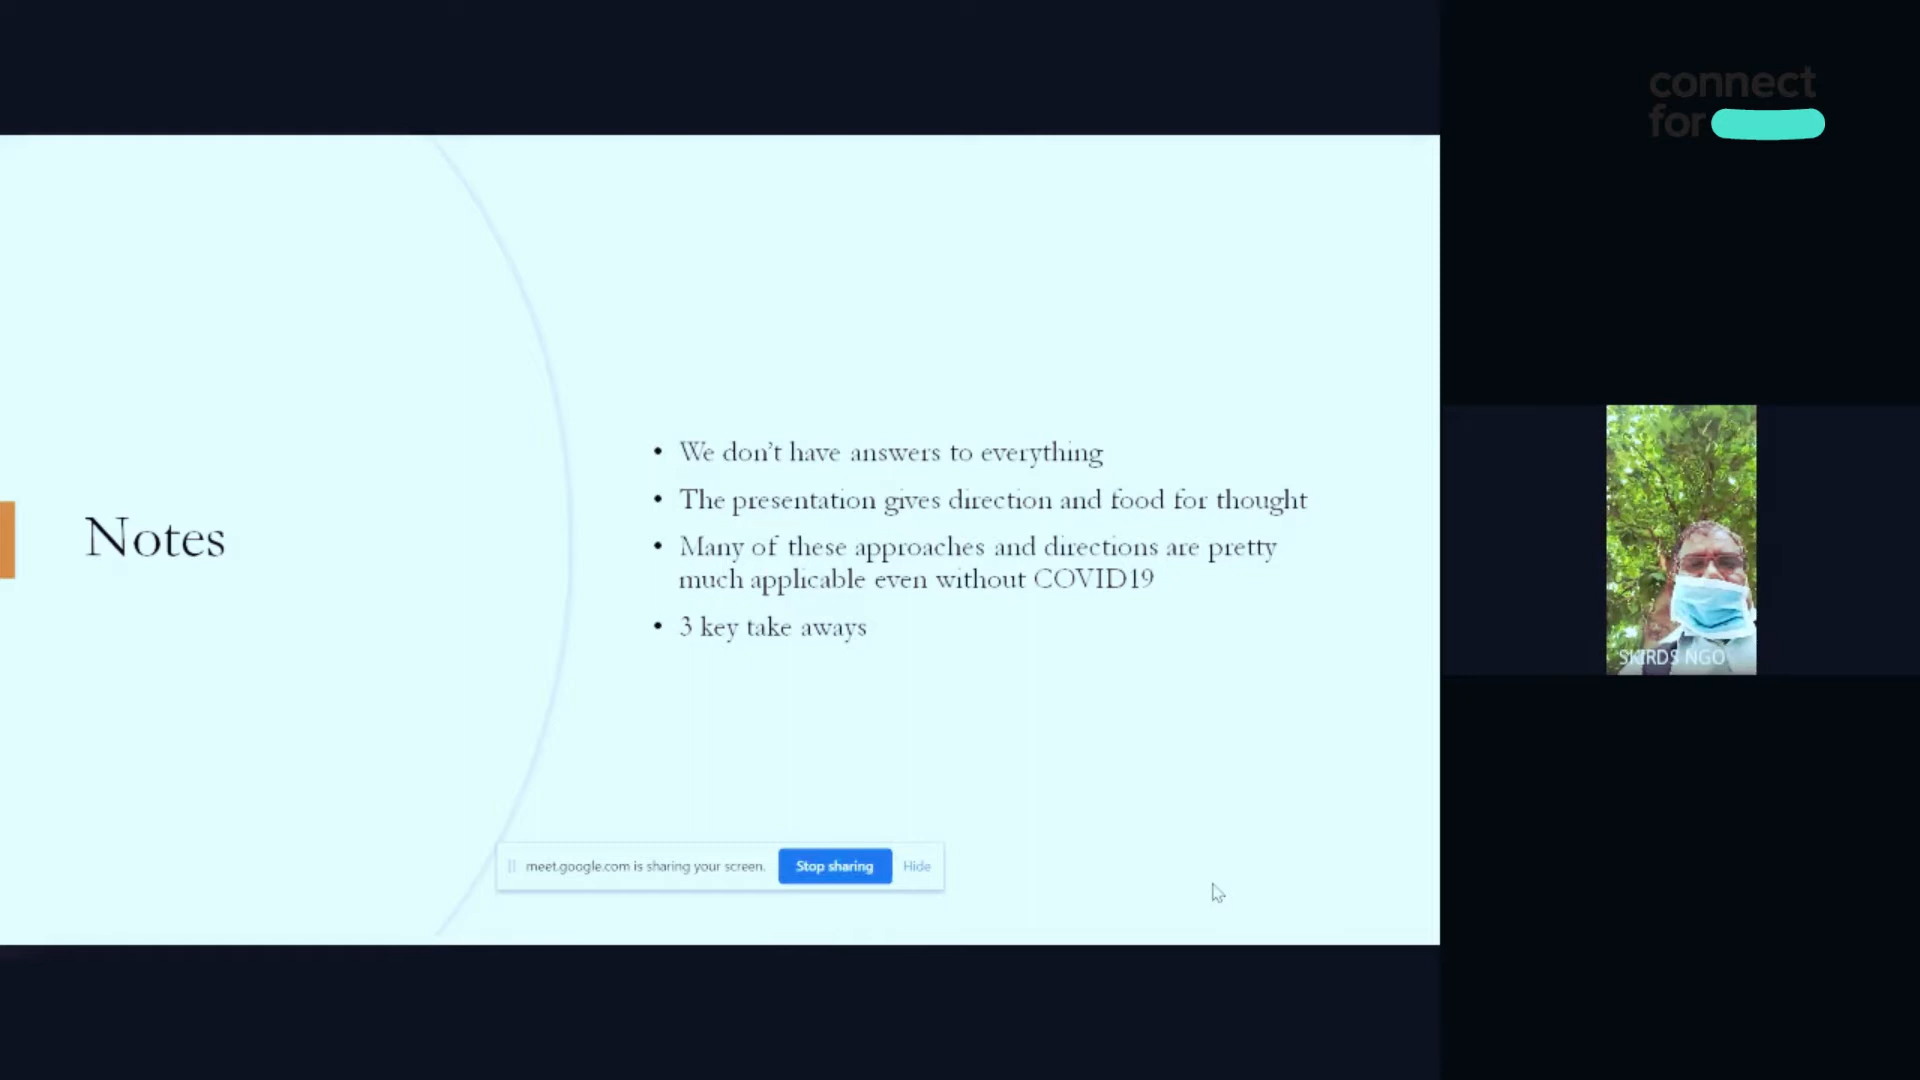 connect
for
Notes
• We don't have answers to everything
• The presentation gives direction and food for thought
• Many of these approaches and directions are pretty
much applicable even without COVID19
• 3 key take aways
SKIRDS NGO
meet.google.com is sharing your screen. Stop sharing Hide